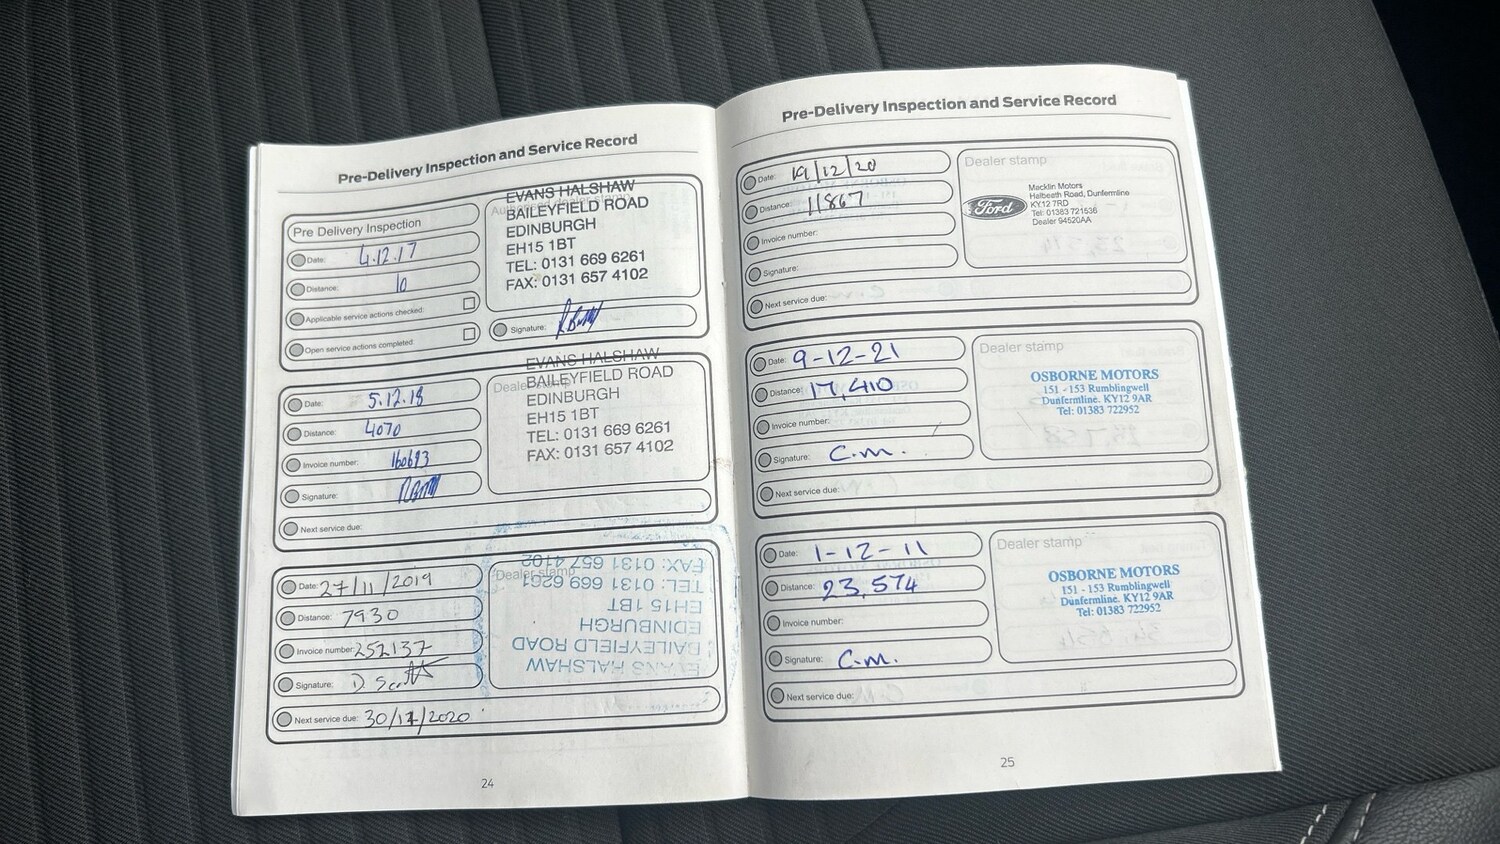 Pre-Delivery Inspection and Service Record
Pre Delivery Inspection
Date: 4.12.17
Distance: 10
Applicable service actions checked:
Open service actions completed
Authorised dealer stamp
EVANS HALSHAW
BAILEYFIELD ROAD
EDINBURGH
EH15 1BT
TEL: 0131 669 6261
FAX: 0131 657 4102
Signature:
Date: 5.12.18
Distance: 4070
Invoice number: 160693
Signature:
Next service due:
Dealer stamp
EVANS HALSHAW
BAILEYFIELD ROAD
EDINBURGH
EH15 1BT
TEL: 0131 669 6261
FAX: 0131 657 4102
Date: 27/11/2019
Distance: 7930
Invoice number: 252137
Signature: D. Scott
Next service due: 30/11/2020
Dealer stamp
EVANS HALSHAW
BAILEYFIELD ROAD
EDINBURGH
EH15 1BT
TEL: 0131 669 6261
FAX: 0131 657 4102
24
Pre-Delivery Inspection and Service Record
Date: 19/12/20
Distance: 11867
Invoice number:
Signature:
Next service due:
Dealer stamp
Ford
Macklin Motors
Halbeath Road, Dunfermline
KY12 7RD
Tel: 01383 721536
Dealer 94520AA
Date: 9-12-21
Distance: 17,410
Invoice number:
Signature: C.M.
Next service due:
Dealer stamp
OSBORNE MOTORS
151 - 153 Rumblingwell
Dunfermline. KY12 9AR
Tel: 01383 722952
Date: 1-12-11
Distance: 23,574
Invoice number:
Signature: C.M.
Next service due:
Dealer stamp
OSBORNE MOTORS
151 - 153 Rumblingwell
Dunfermline. KY12 9AR
Tel: 01383 722952
25